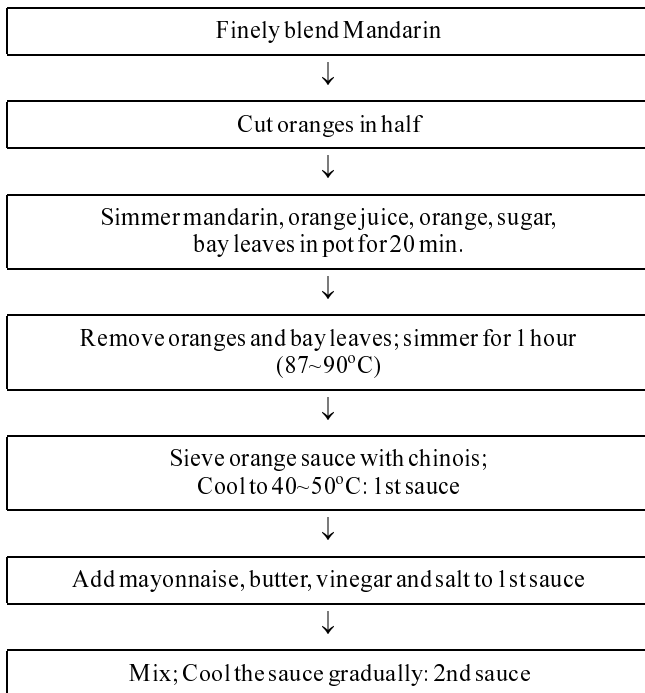 Finely blend Mandarin
↓
Cut oranges in half
↓
Simmer mandarin, orange juice, orange, sugar,
bay leaves in pot for 20 min.
↓
Remove oranges and bay leaves; simmer for 1 hour
(87~90°C)
↓
Sieve orange sauce with chinois;
Cool to 40~50°C: 1st sauce
↓
Add mayonnaise, butter, vinegar and salt to 1st sauce
↓
Mix; Cool the sauce gradually: 2nd sauce